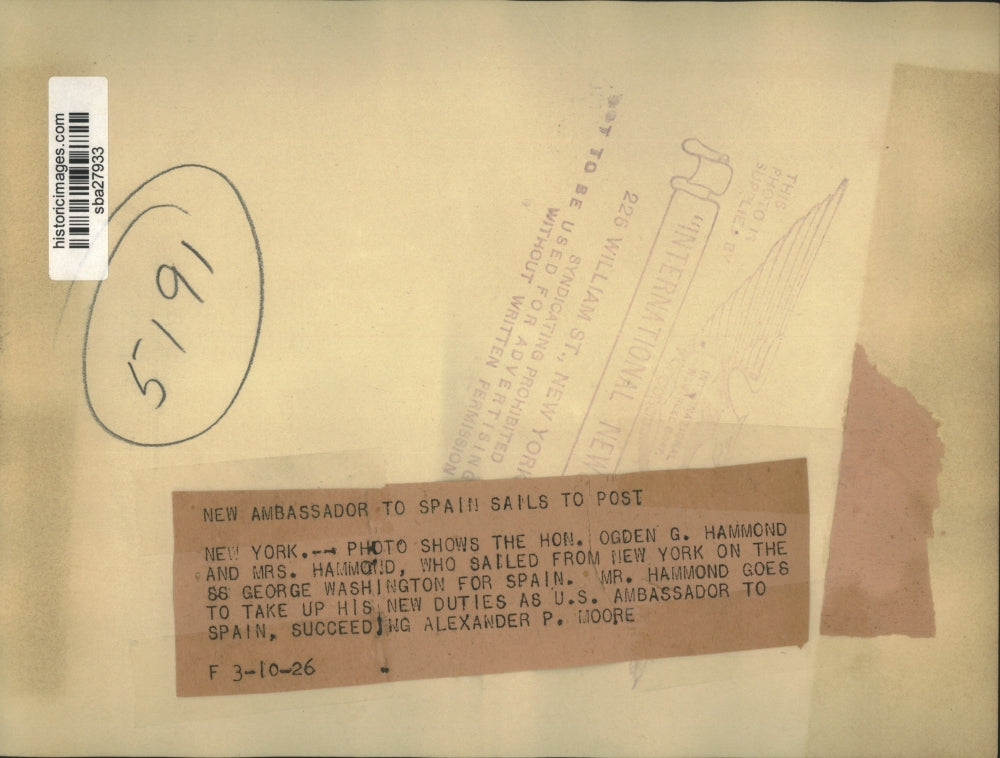 historicimages.com
sba27933
5191
THIS
PHOTO IS
SUPPLIED BY
"INTERNATIONAL NEW
226 WILLIAM ST., NEW YORK
SYNDICATING PROHIBITED
NOT TO BE USED FOR ADVERTISING
WITHOUT WRITTEN PERMISSION
NEW AMBASSADOR TO SPAIN SAILS TO POST
NEW YORK.-- PHOTO SHOWS THE HON. OGDEN G. HAMMOND
AND MRS. HAMMOND, WHO SAILED FROM NEW YORK ON THE
SS GEORGE WASHINGTON FOR SPAIN. MR. HAMMOND GOES
TO TAKE UP HIS NEW DUTIES AS U.S. AMBASSADOR TO
SPAIN, SUCCEEDING ALEXANDER P. MOORE
F 3-10-26